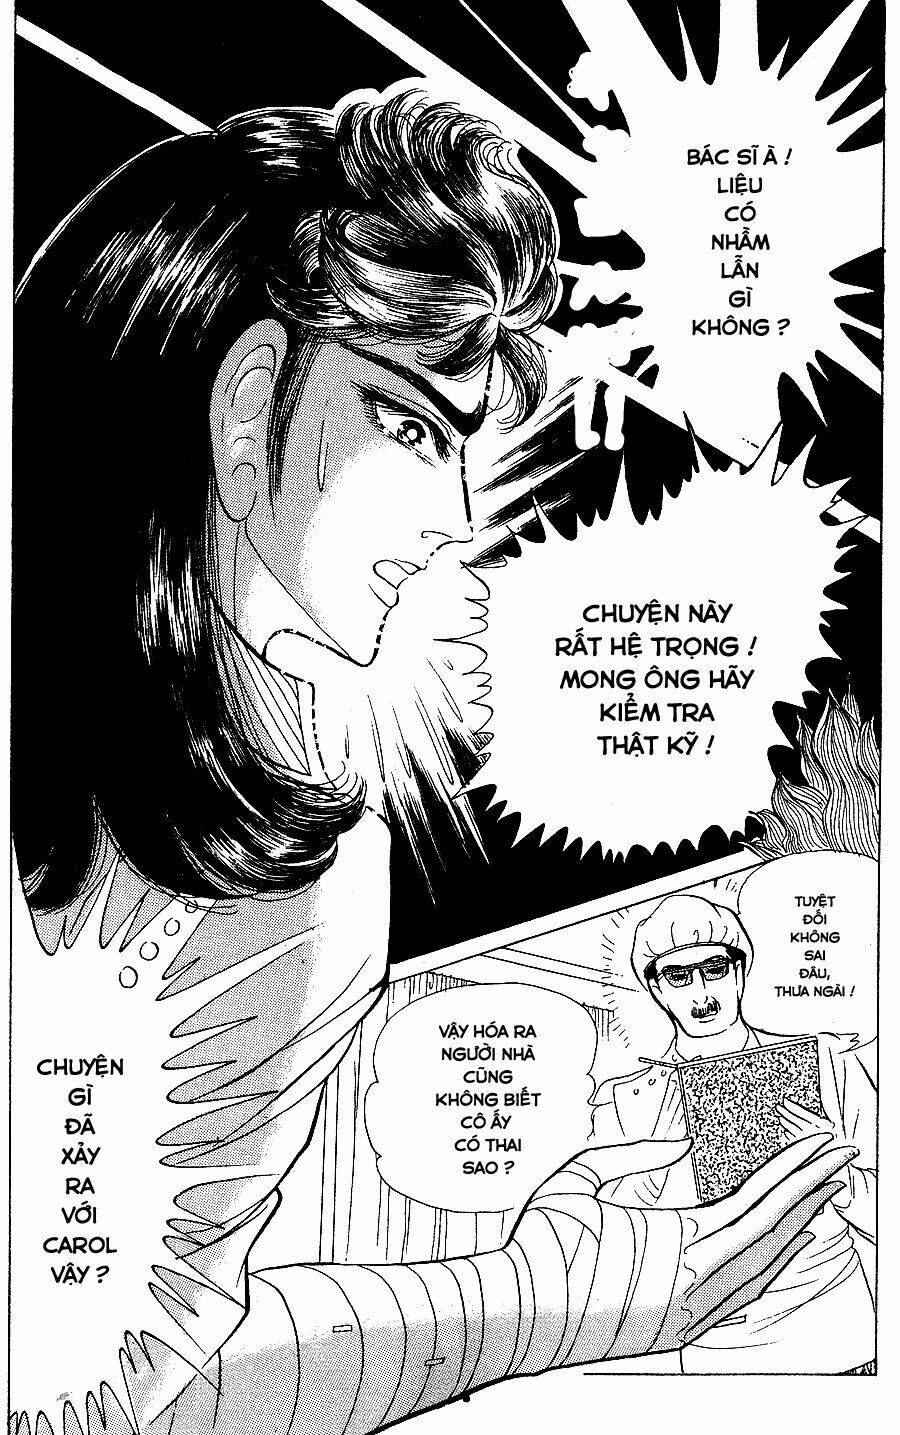 BÁC SĨ À !
LIỆU
CÓ
NHẦM
LẪN
GÌ
KHÔNG ?
CHUYỆN NÀY
RẤT HỆ TRỌNG !
MONG ÔNG HÃY
KIỂM TRA
THẬT KỸ !
TUYỆT
ĐỐI
KHÔNG
SAI
ĐÂU,
THƯA NGÀI !
VẬY HÓA RA
NGƯỜI NHÀ
CŨNG
KHÔNG BIẾT
CÔ ẤY
CÓ THAI
SAO ?
CHUYỆN
GÌ
ĐÃ
XẢY
RA
VỚI
CAROL
VẬY ?